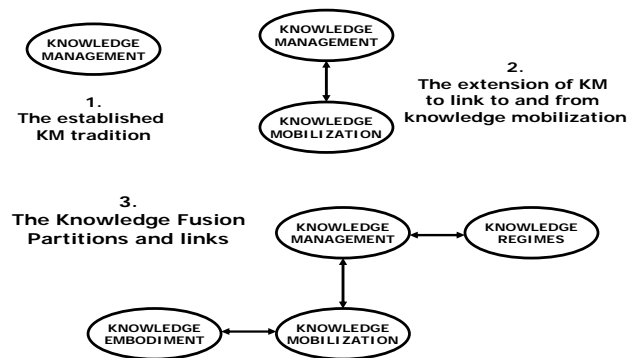 KNOWLEDGE
MANAGEMENT
1.
The established
KM tradition
KNOWLEDGE
MANAGEMENT
KNOWLEDGE
MOBILIZATION
2.
The extension of KM
to link to and from
knowledge mobilization
3.
The Knowledge Fusion
Partitions and links
KNOWLEDGE
MANAGEMENT
KNOWLEDGE
REGIMES
KNOWLEDGE
EMBODIMENT
KNOWLEDGE
MOBILIZATION